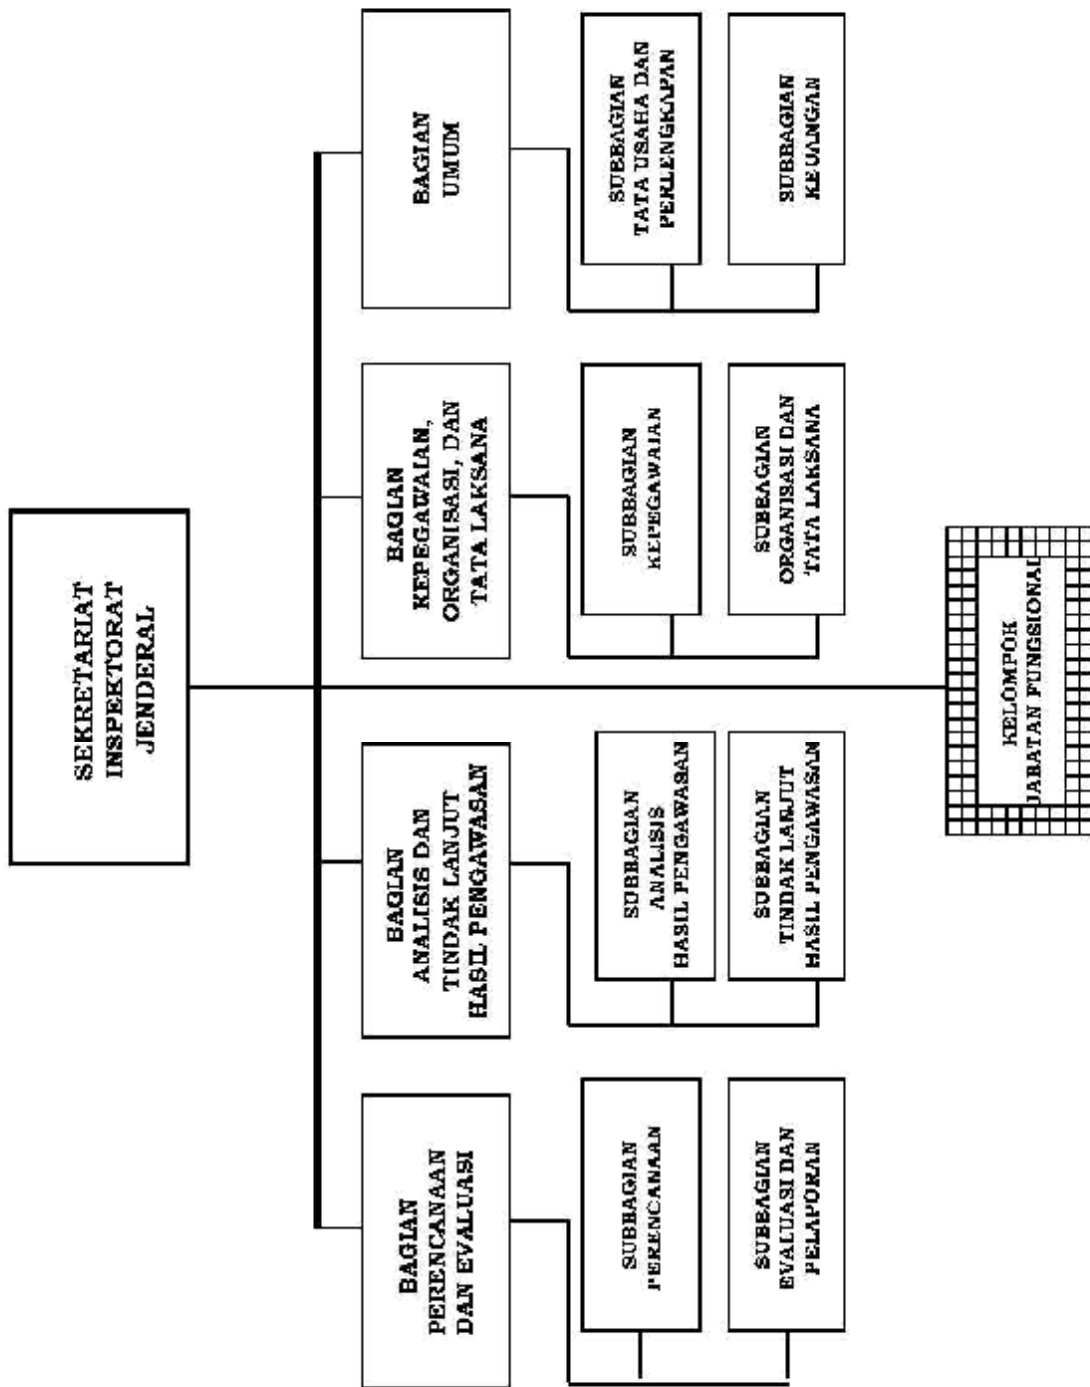 SEKRETARIAT
INSPEKTORAT
JENDERAL
BAGIAN
PERENCANAAN
DAN EVALUASI
BAGIAN
ANALISIS DAN
TINDAK LANJUT
HASIL PENGAWASAN
BAGIAN
KEPEGAWAIAN,
ORGANISASI, DAN
TATA LAKSANA
BAGIAN
UMUM
SUBBAGIAN
PERENCANAAN
SUBBAGIAN
ANALISIS
HASIL PENGAWASAN
SUBBAGIAN
KEPEGAWAIAN
SUBBAGIAN
TATA USAHA DAN
PERLENGKAPAN
SUBBAGIAN
EVALUASI DAN
PELAPORAN
SUBBAGIAN
TINDAK LANJUT
HASIL PENGAWASAN
SUBBAGIAN
ORGANISASI DAN
TATA LAKSANA
SUBBAGIAN
KEUANGAN
KELOMPOK
JABATAN FUNGSIONAL